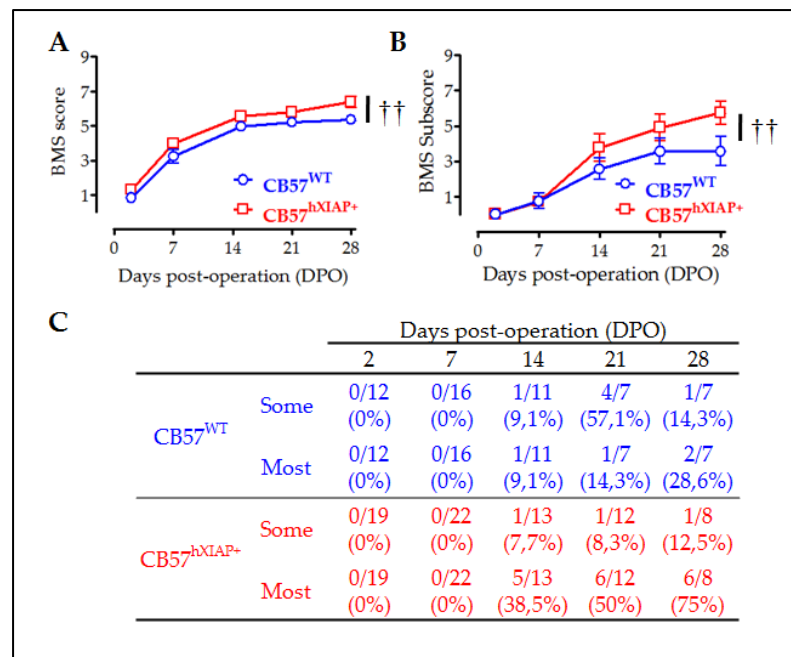 A
BMS score
9
7
5
3
1
††
CB57WT
CB57hXIAP+
0 7 14 21 28
Days post-operation (DPO)
B
BMS Subscore
9
7
5
3
1
††
CB57WT
CB57hXIAP+
0 7 14 21 28
Days post-operation (DPO)
C
Days post-operation (DPO)
2 7 14 21 28
CB57WT
Some 0/12 0/16 1/11 4/7 1/7
(0%) (0%) (9,1%) (57,1%) (14,3%)
Most 0/12 0/16 1/11 1/7 2/7
(0%) (0%) (9,1%) (14,3%) (28,6%)
CB57hXIAP+
Some 0/19 0/22 1/13 1/12 1/8
(0%) (0%) (7,7%) (8,3%) (12,5%)
Most 0/19 0/22 5/13 6/12 6/8
(0%) (0%) (38,5%) (50%) (75%)